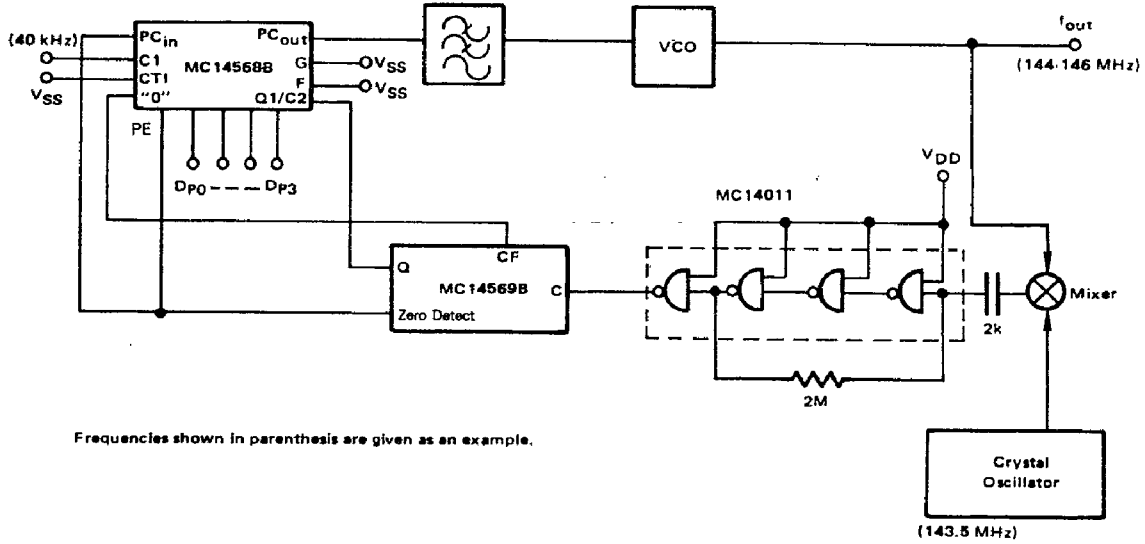 (40 kHz)
PCin
PCout
C1
MC14568B
G
VSS
CT1
F
VSS
VSS
"0"
Q1/C2
PE
DP0 ---- DP3
VCO
fout
(144-146 MHz)
VDD
MC14011
CF
Q
MC14569B
C
Zero Detect
Mixer
2k
2M
Frequencies shown in parenthesis are given as an example.
Crystal
Oscillator
(143.5 MHz)